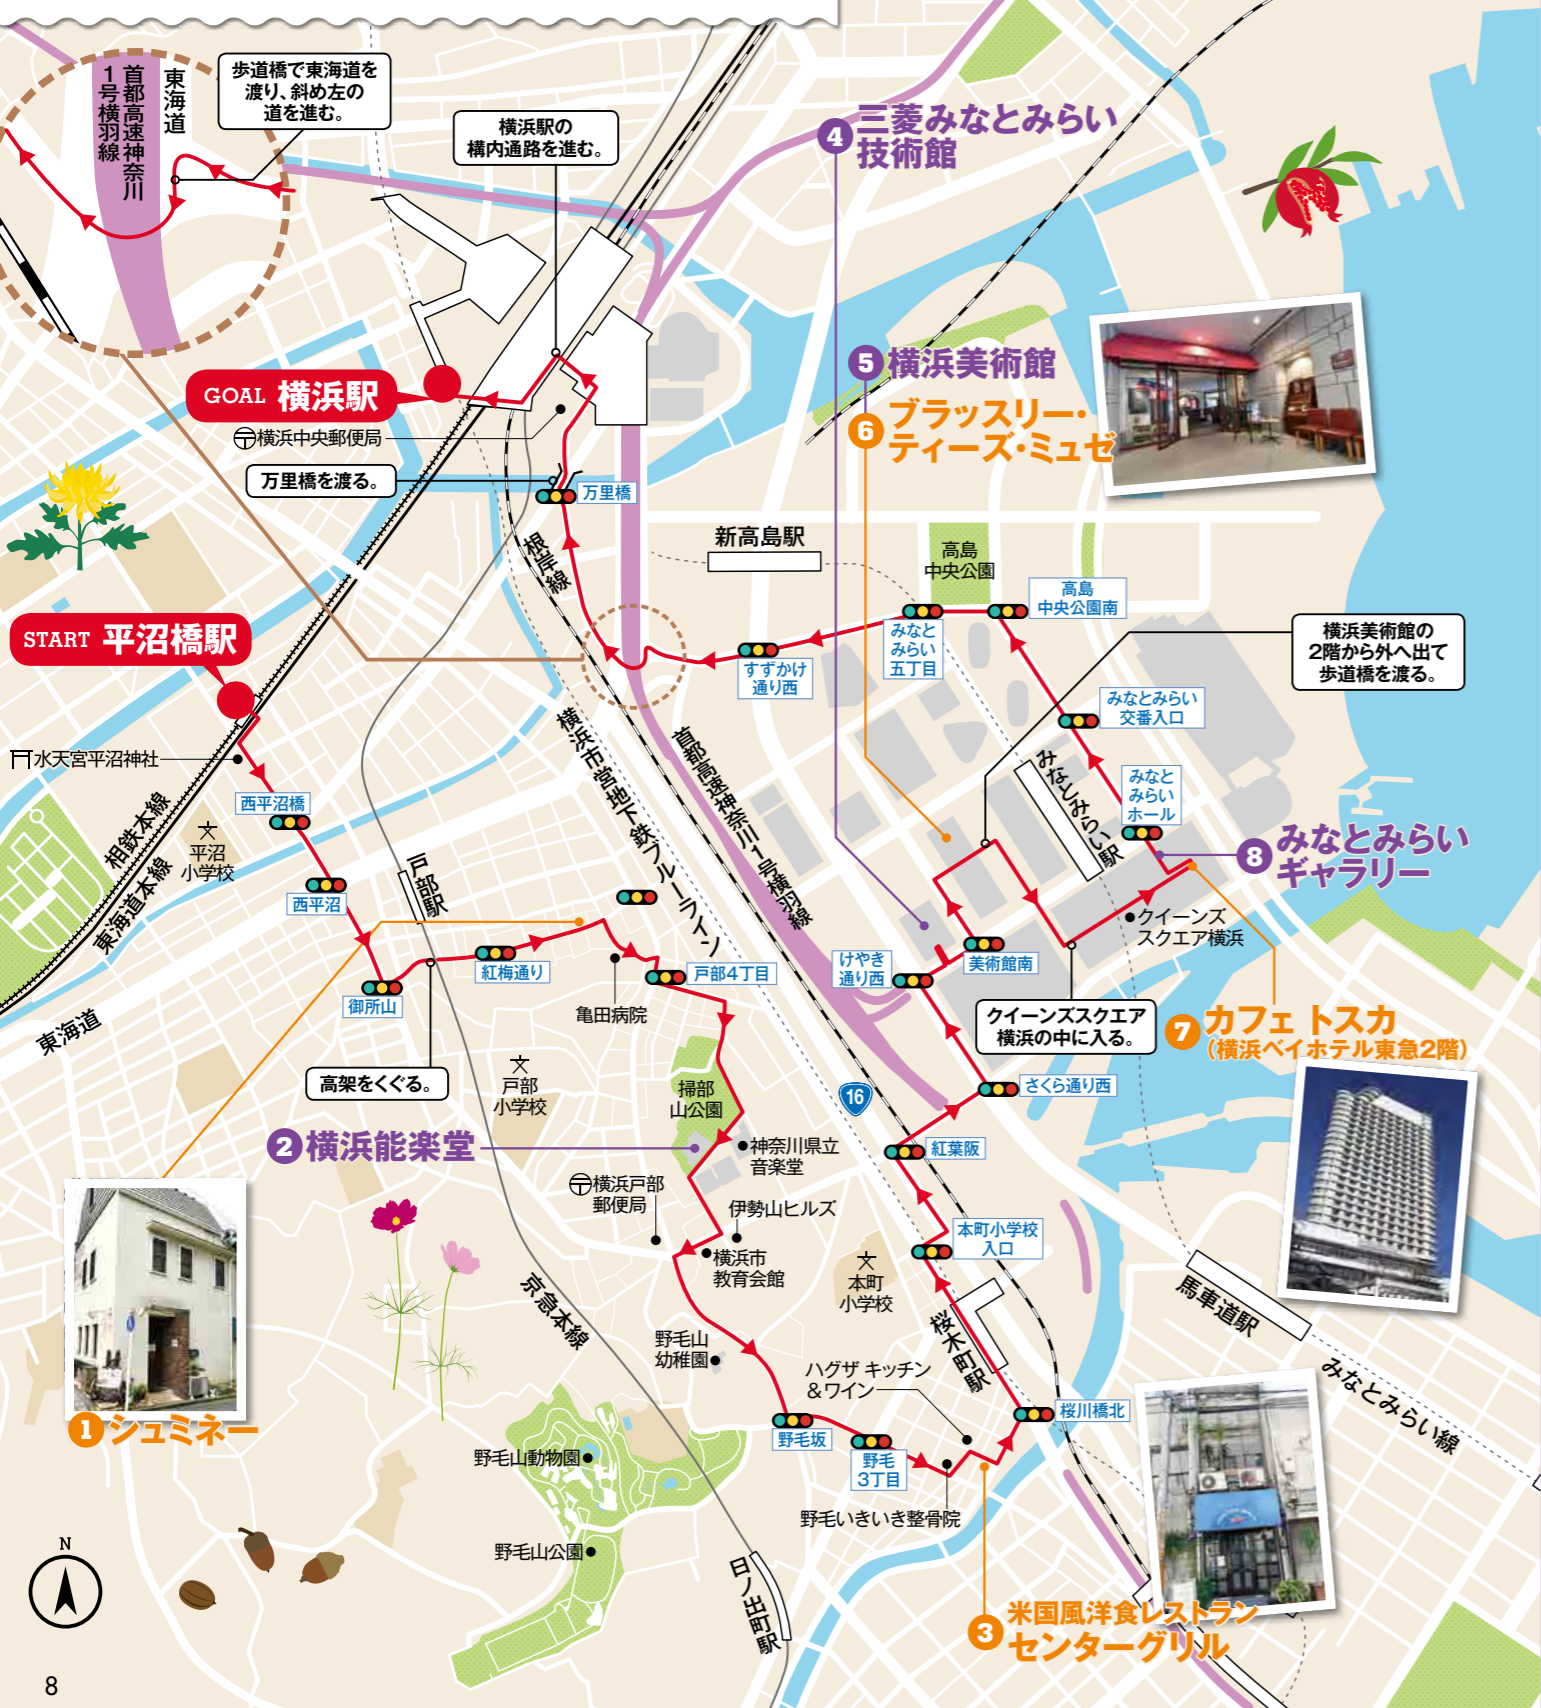 首都高速神奈川
1号横羽線
東海道
歩道橋で東海道を
渡り、斜め左の
道を進む。
横浜駅の
構内通路を進む。
4 三菱みなとみらい
技術館
5 横浜美術館
6 ブラッスリー・
ティーズ・ミュゼ
GOAL 横浜駅
横浜中央郵便局
万里橋を渡る。
万里橋
根岸線
新高島駅
高島
中央公園
高島
中央公園南
START 平沼橋駅
みなと
みらい
五丁目
すずかけ
通り西
横浜美術館の
2階から外へ出て
歩道橋を渡る。
みなとみらい
交番入口
水天宮平沼神社
横浜市営地下鉄ブルーライン
首都高速神奈川1号横羽線
みなとみらい駅
みなと
みらい
ホール
西平沼橋
相鉄本線
東海道本線
平沼
小学校
8 みなとみらい
ギャラリー
戸部駅
西平沼
クイーンズ
スクエア横浜
紅梅通り
戸部4丁目
けやき
通り西
美術館南
御所山
亀田病院
東海道
クイーンズスクエア
横浜の中に入る。
7 カフェ トスカ
(横浜ベイホテル東急2階)
高架をくぐる。
戸部
小学校
掃部
山公園
16
さくら通り西
2 横浜能楽堂
神奈川県立
音楽堂
紅葉阪
横浜戸部
郵便局
伊勢山ヒルズ
本町小学校
入口
横浜市
教育会館
本町
小学校
京急本線
馬車道駅
桜木町駅
野毛山
幼稚園
ハグザ キッチン
&ワイン
みなとみらい線
桜川橋北
1 シュミネー
野毛坂
野毛山動物園
野毛
3丁目
野毛いきいき整骨院
N
野毛山公園
日ノ出町駅
3 米国風洋食レストラン
センターグリル
8